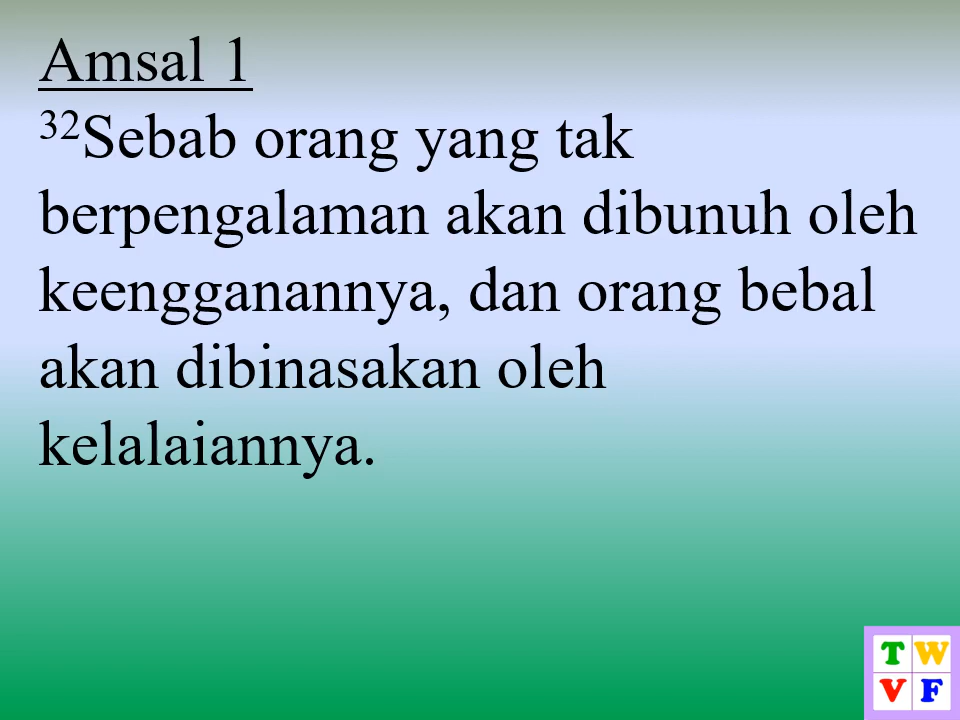 Amsal 1
32Sebab orang yang tak
berpengalaman akan dibunuh oleh
keengganannya, dan orang bebal
akan dibinasakan oleh
kelalaiannya.
T W
V F